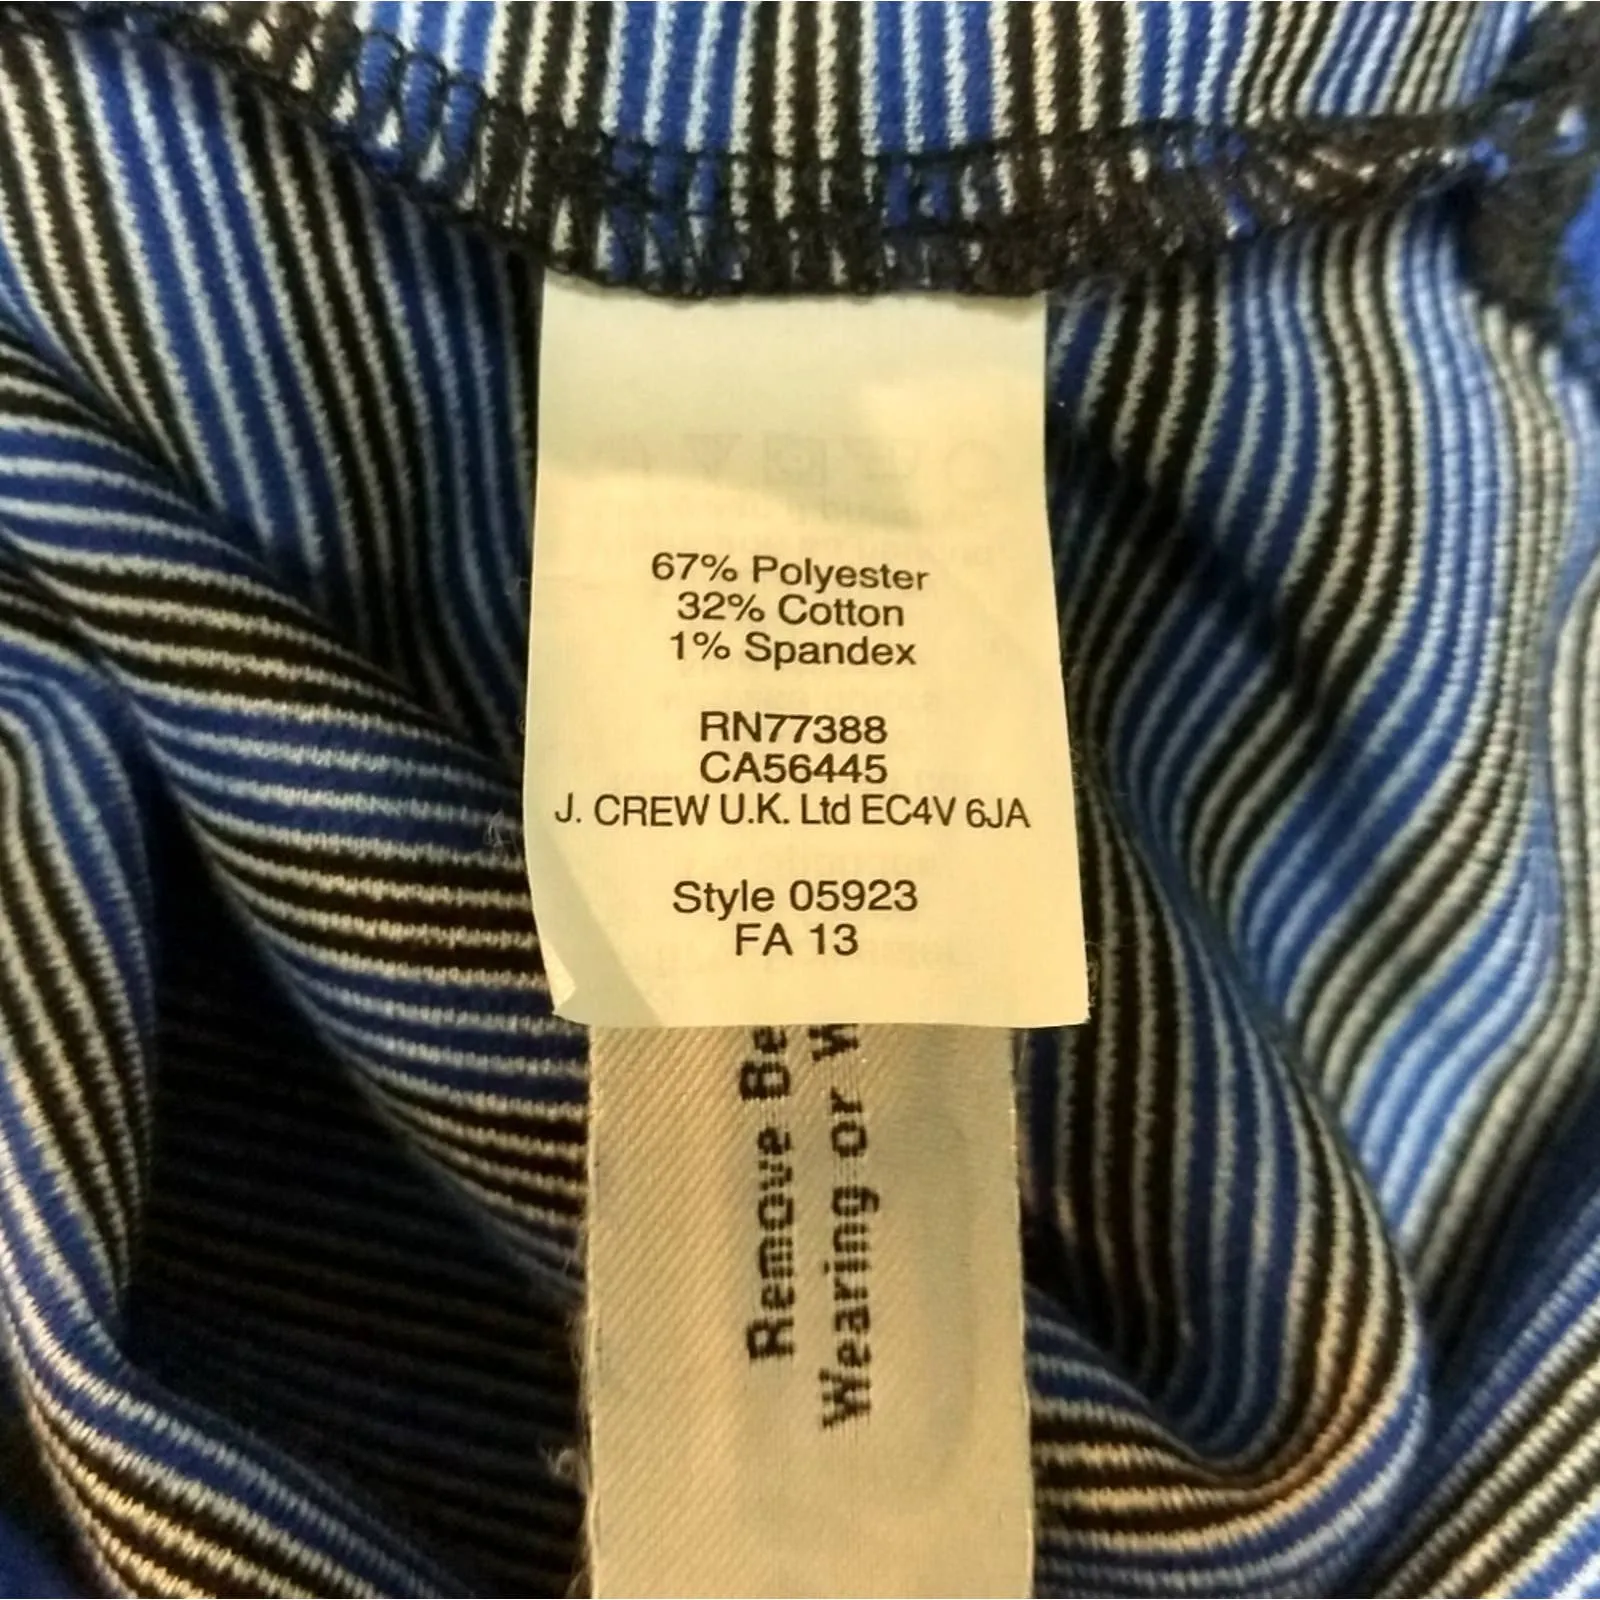 67% Polyester
32% Cotton
1% Spandex
RN77388
CA56445
J. CREW U.K. Ltd EC4V 6JA
Style 05923
FA 13
Remove Be
Wearing or W